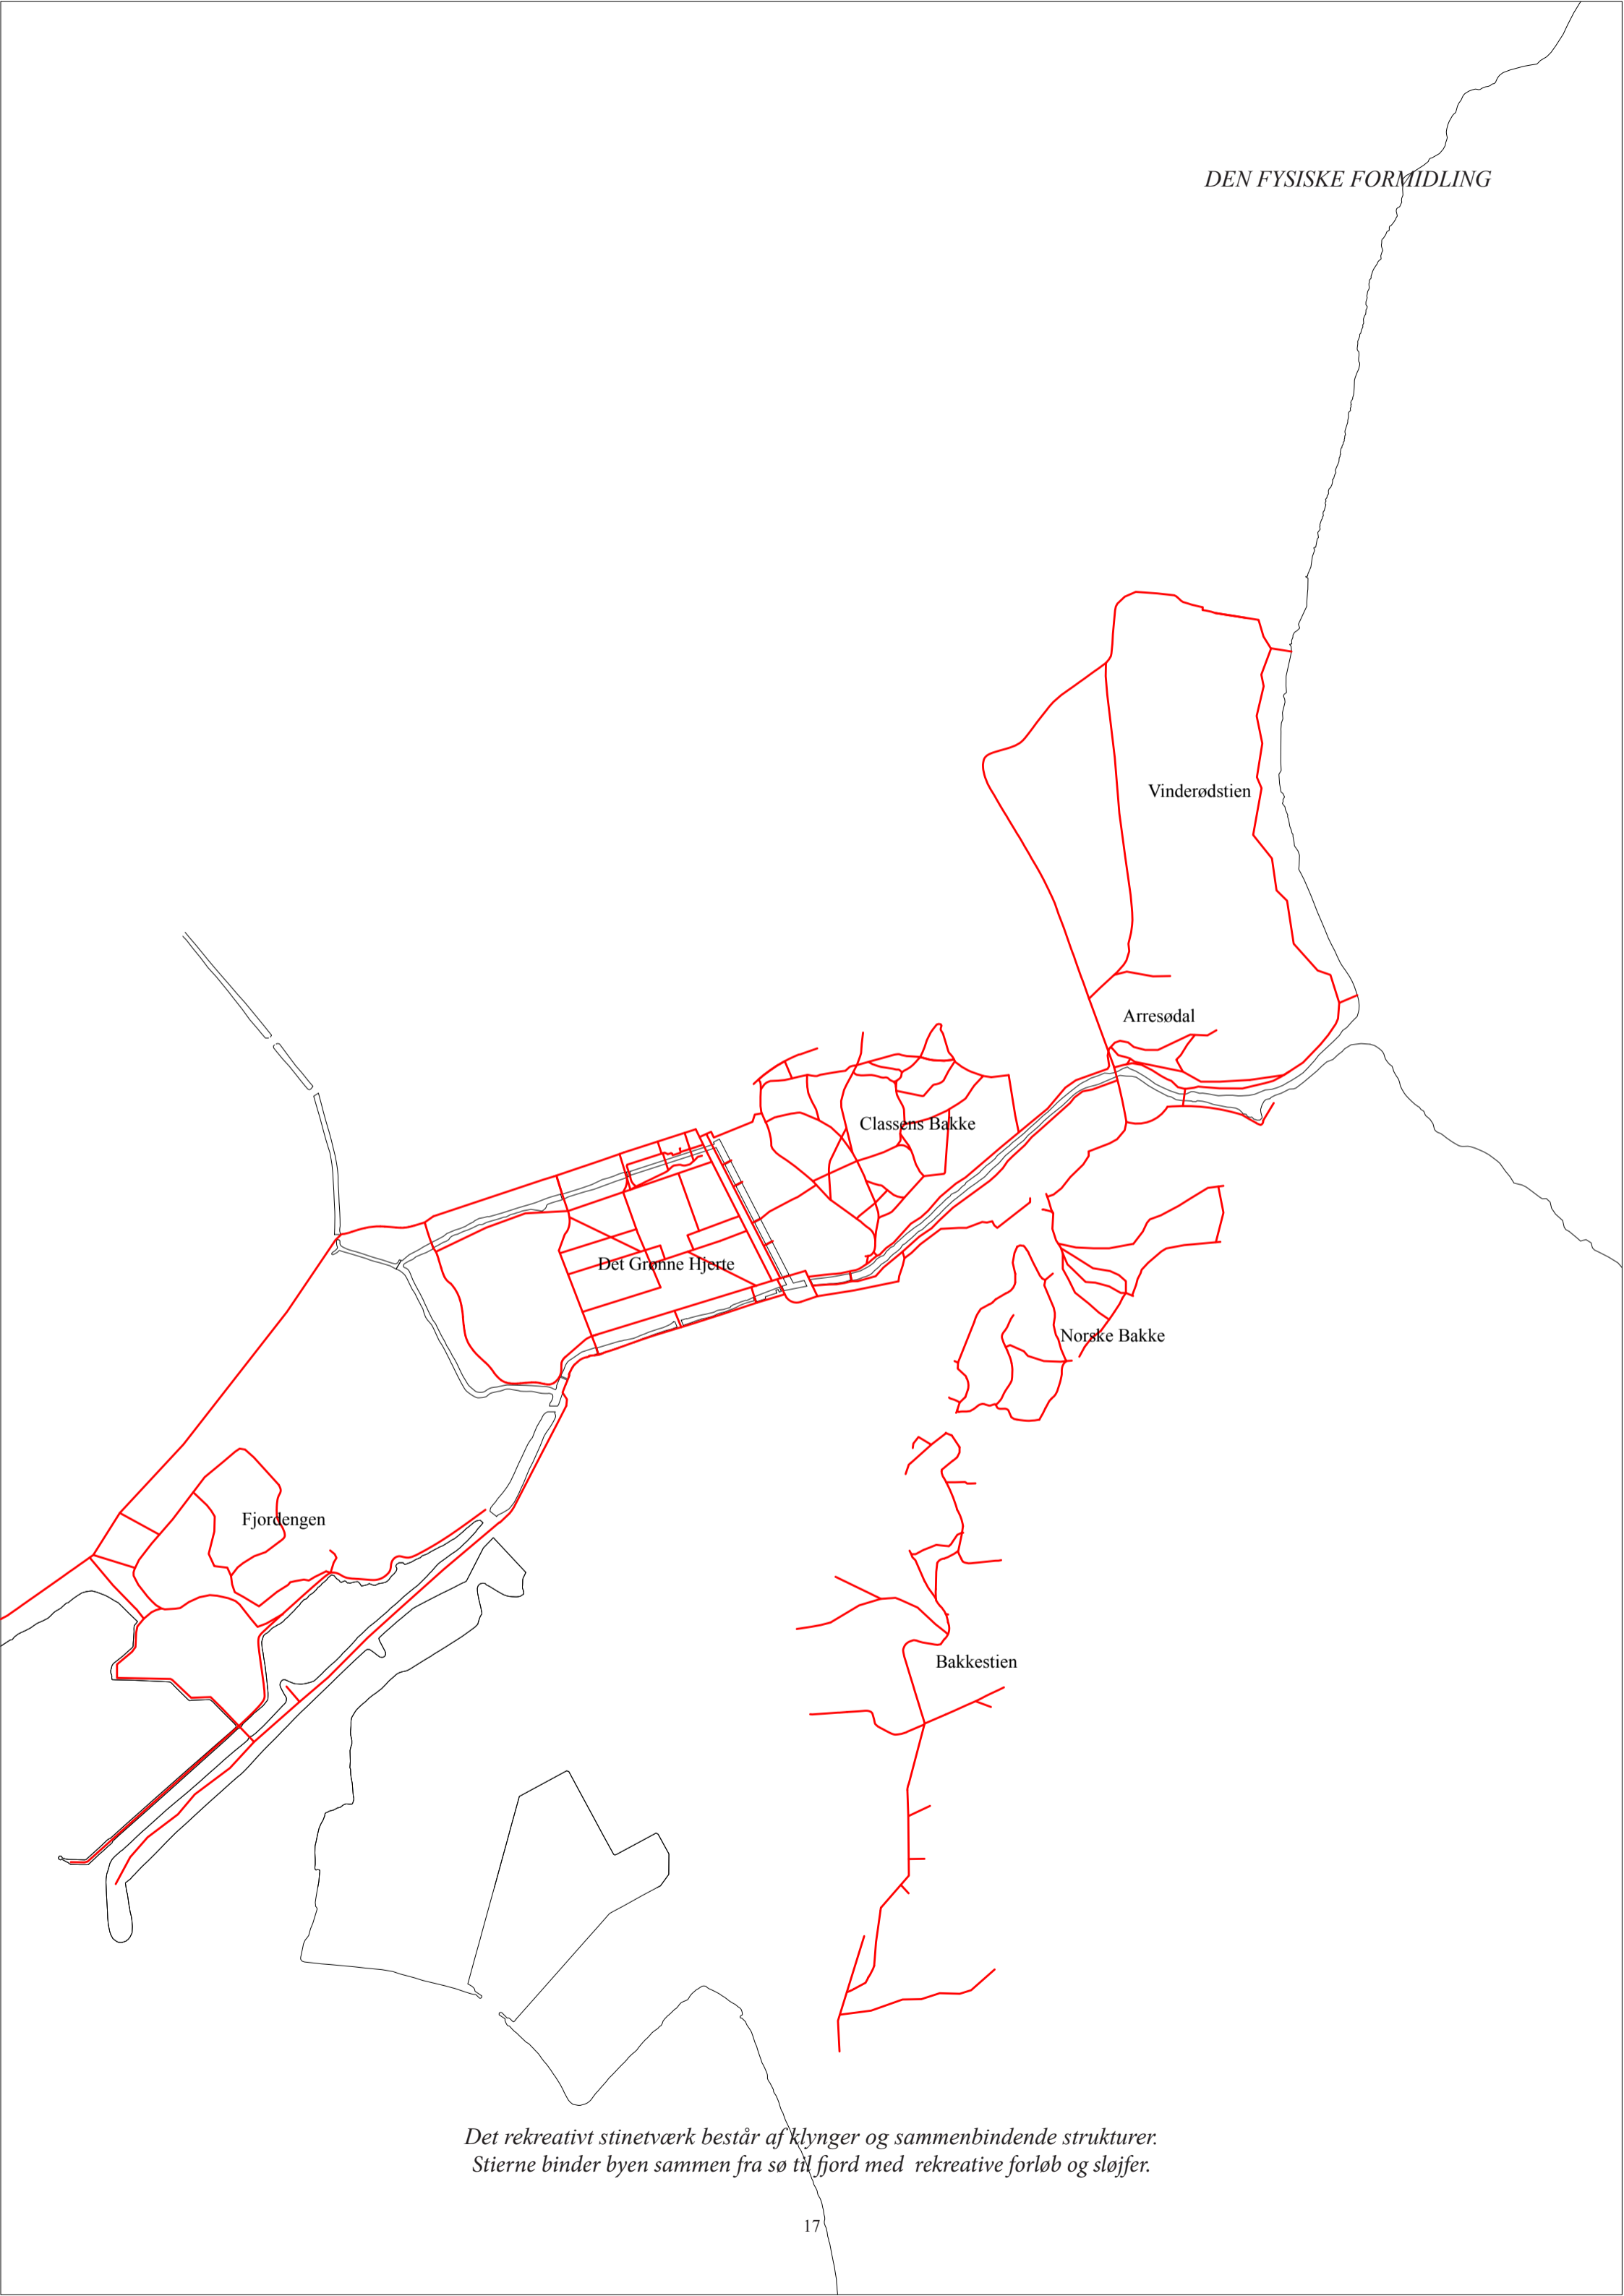 DEN FYSISKE FORMIDLING
Vinderødstien
Arresødal
Classens Bakke
Det Grønne Hjerte
Norske Bakke
Fjordengen
Bakkestien
Det rekreativt stinetværk består af klynger og sammenbindende strukturer.
Stierne binder byen sammen fra sø til fjord med  rekreative forløb og sløjfer.
17